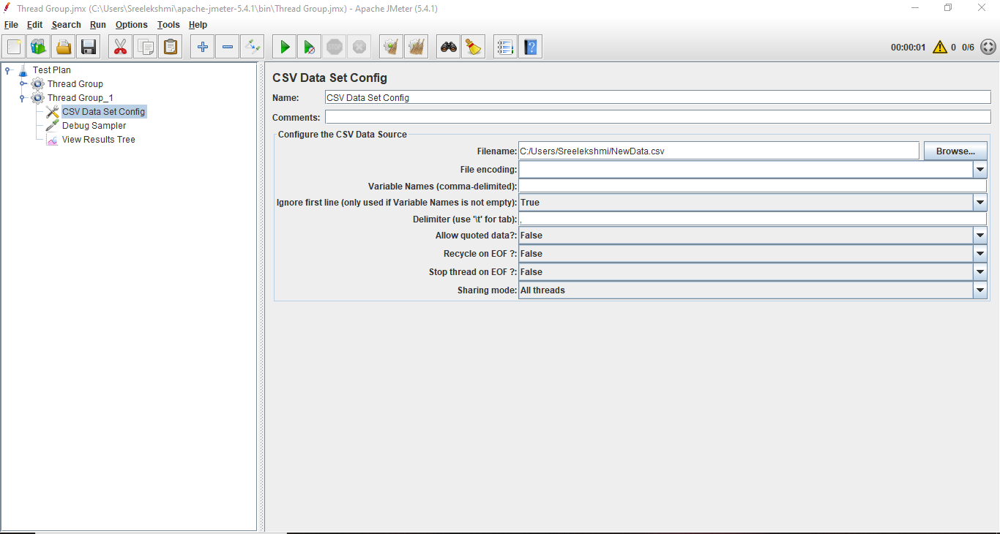 Thread Group.jmx (C:\Users\Sreelekshmi\apache-jmeter-5.4.1\bin\Thread Group.jmx) - Apache JMeter (5.4.1)
File Edit Search Run Options Tools Help
STOP 00:00:01 0 0/6
Test Plan
Thread Group
Thread Group_1
CSV Data Set Config
Debug Sampler
View Results Tree
CSV Data Set Config
Name: CSV Data Set Config
Comments:
Configure the CSV Data Source
Filename: C:/Users/Sreelekshmi/NewData.csv Browse...
File encoding:
Variable Names (comma-delimited):
Ignore first line (only used if Variable Names is not empty): True
Delimiter (use '\t' for tab): ,
Allow quoted data?: False
Recycle on EOF ?: False
Stop thread on EOF ?: False
Sharing mode: All threads